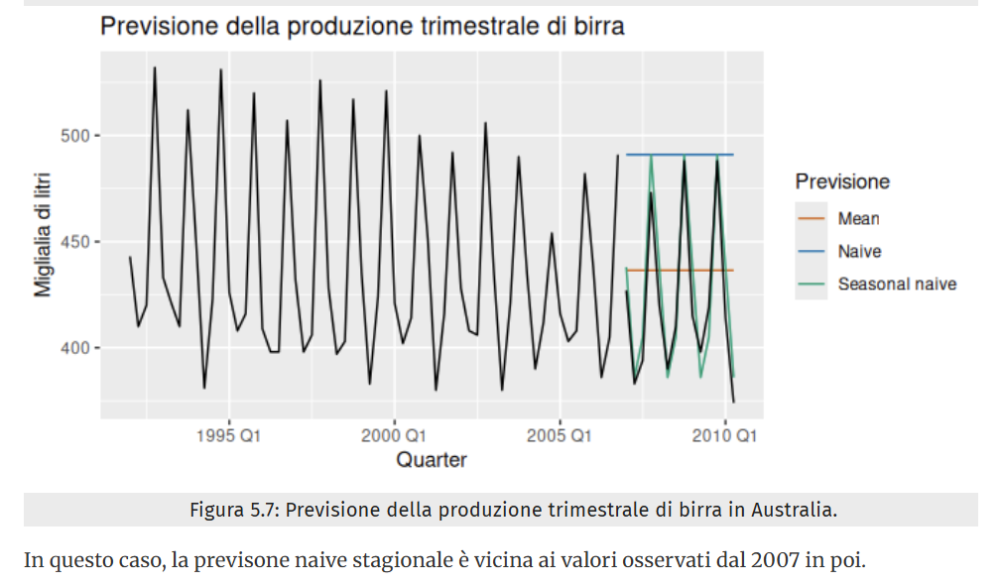 Previsione della produzione trimestrale di birra
500
450
400
Miglialia di litri
1995 Q1
2000 Q1
2005 Q1
2010 Q1
Quarter
Previsione
Mean
Naive
Seasonal naive
Figura 5.7: Previsione della produzione trimestrale di birra in Australia.
In questo caso, la previsone naive stagionale è vicina ai valori osservati dal 2007 in poi.